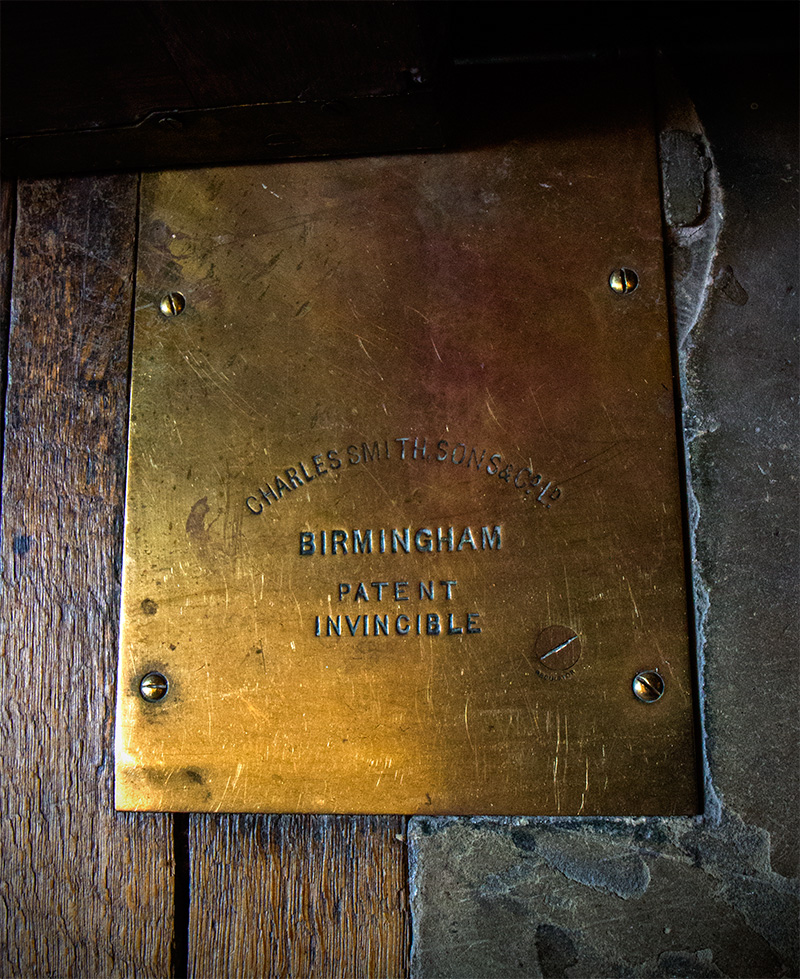 CHARLES SMITH. SONS & Co. LD
BIRMINGHAM
PATENT
INVINCIBLE